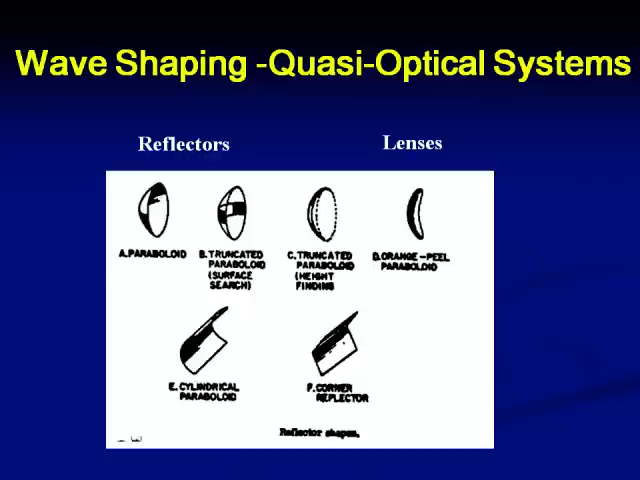 Wave Shaping -Quasi-Optical Systems
Reflectors
Lenses
A. PARABOLOID
B. TRUNCATED
PARABOLOID
(SURFACE
SEARCH)
C. TRUNCATED
PARABOLOID
(HEIGHT
FINDING
D. ORANGE-PEEL
PARABOLOID
E. CYLINDRICAL
PARABOLOID
F. CORNER
REFLECTOR
Reflector shapes.